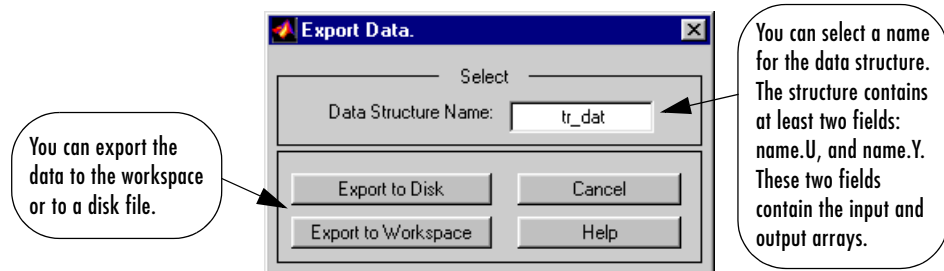 Export Data.
Select
Data Structure Name:
tr_dat
Export to Disk
Cancel
Export to Workspace
Help
You can export the
data to the workspace
or to a disk file.
You can select a name
for the data structure.
The structure contains
at least two fields:
name.U, and name.Y.
These two fields
contain the input and
output arrays.